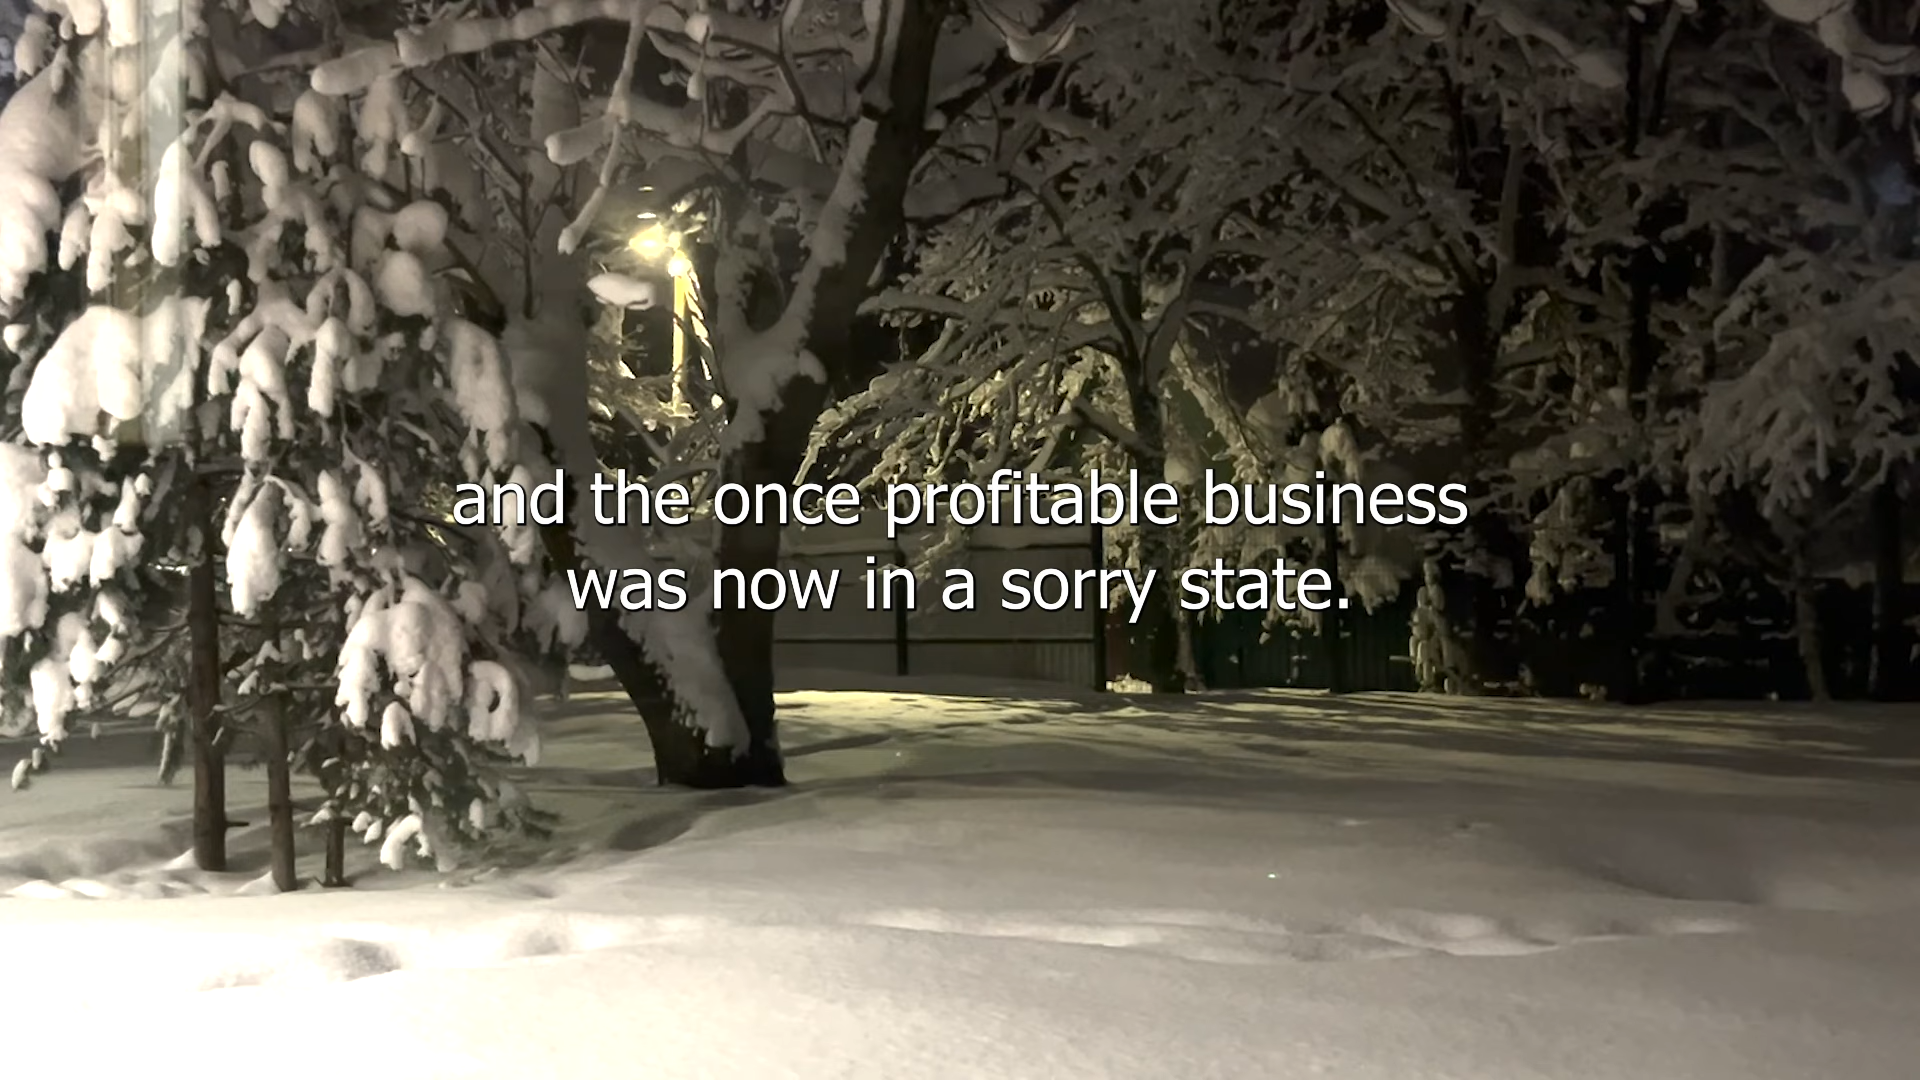 and the once profitable business
was now in a sorry state.